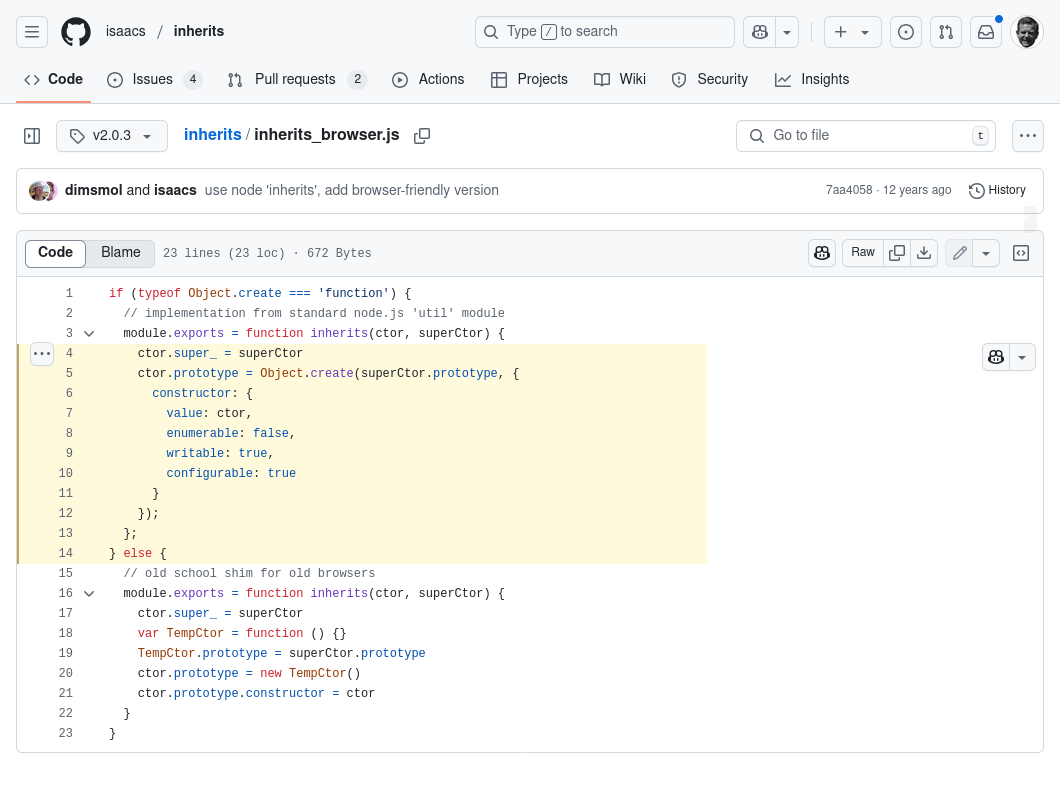 isaacs / inherits
Type / to search
Code
Issues 4
Pull requests 2
Actions
Projects
Wiki
Security
Insights
v2.0.3
inherits / inherits_browser.js
Go to file
t
dimsmol and isaacs use node 'inherits', add browser-friendly version
7aa4058 · 12 years ago
History
Code
Blame
23 lines (23 loc) · 672 Bytes
Raw
1 if (typeof Object.create === 'function') {
2   // implementation from standard node.js 'util' module
3   module.exports = function inherits(ctor, superCtor) {
4     ctor.super_ = superCtor
5     ctor.prototype = Object.create(superCtor.prototype, {
6       constructor: {
7         value: ctor,
8         enumerable: false,
9         writable: true,
10         configurable: true
11       }
12     });
13   };
14 } else {
15   // old school shim for old browsers
16   module.exports = function inherits(ctor, superCtor) {
17     ctor.super_ = superCtor
18     var TempCtor = function () {}
19     TempCtor.prototype = superCtor.prototype
20     ctor.prototype = new TempCtor()
21     ctor.prototype.constructor = ctor
22   }
23 }